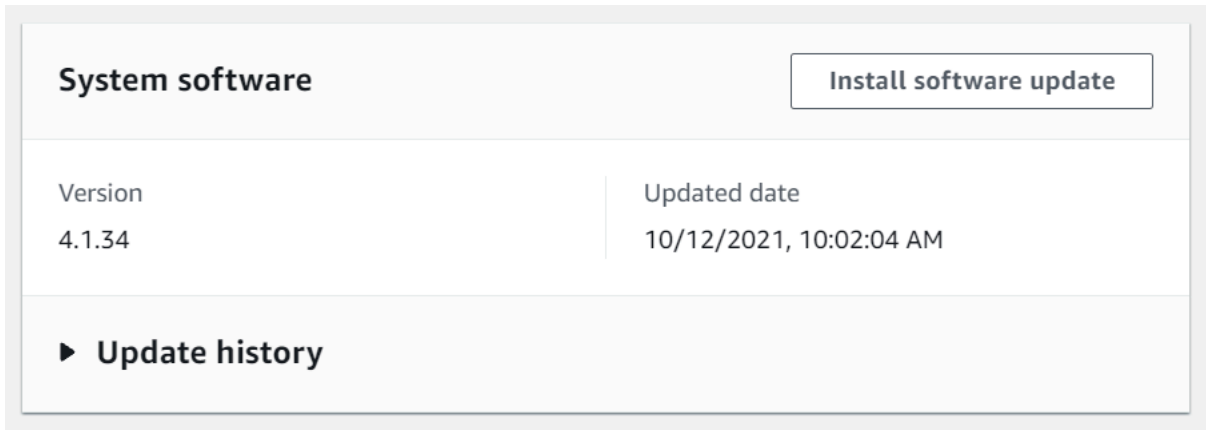 System software
Install software update
Version
Updated date
4.1.34
10/12/2021, 10:02:04 AM
Update history